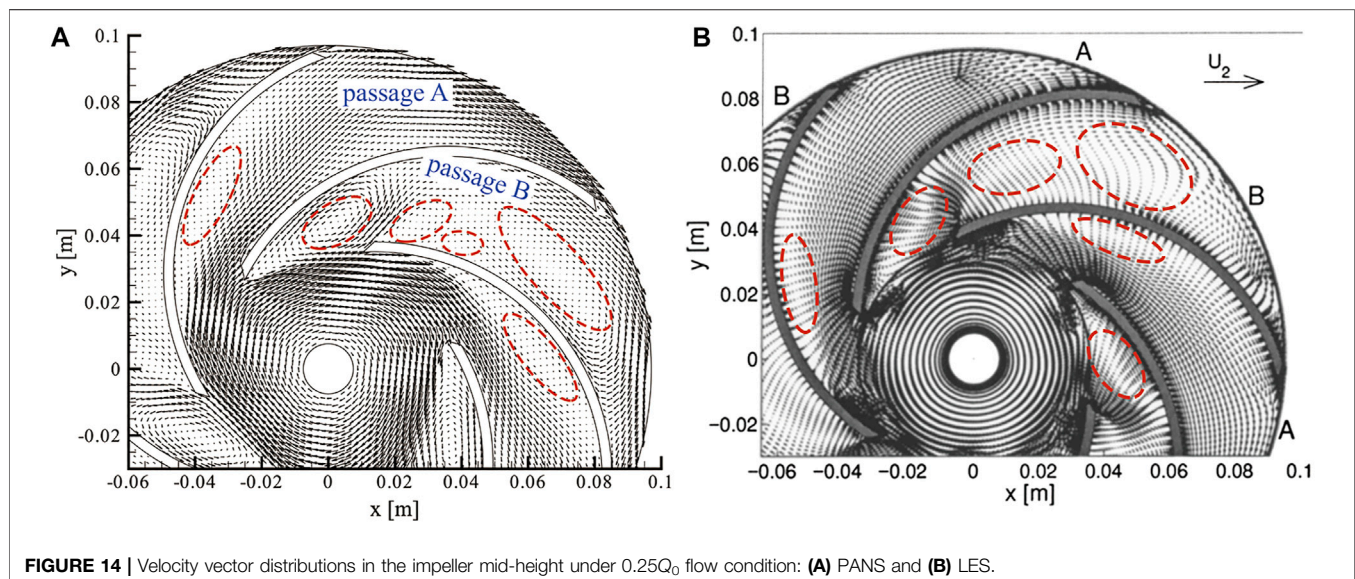 A
0.1
0.08
0.06
0.04
0.02
0
-0.02
y [m]
-0.06
-0.04
-0.02
0
0.02
0.04
0.06
0.08
0.1
x [m]
passage A
passage B
B
0.1
0.08
0.06
0.04
0.02
0
−0.02
y [m]
−0.06
−0.04
−0.02
0
0.02
0.04
0.06
0.08
0.1
x [m]
B
A
U2
B
A
FIGURE 14 | Velocity vector distributions in the impeller mid-height under 0.25Q0 flow condition: (A) PANS and (B) LES.